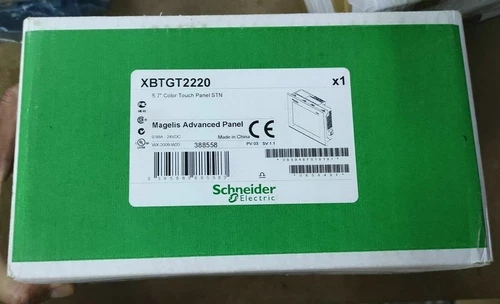 XBTGT2220
x1
5.7" Color Touch Panel STN
Magelis Advanced Panel
Made in China
CE
388558
PV:03 SV:1.1
Schneider
Electric